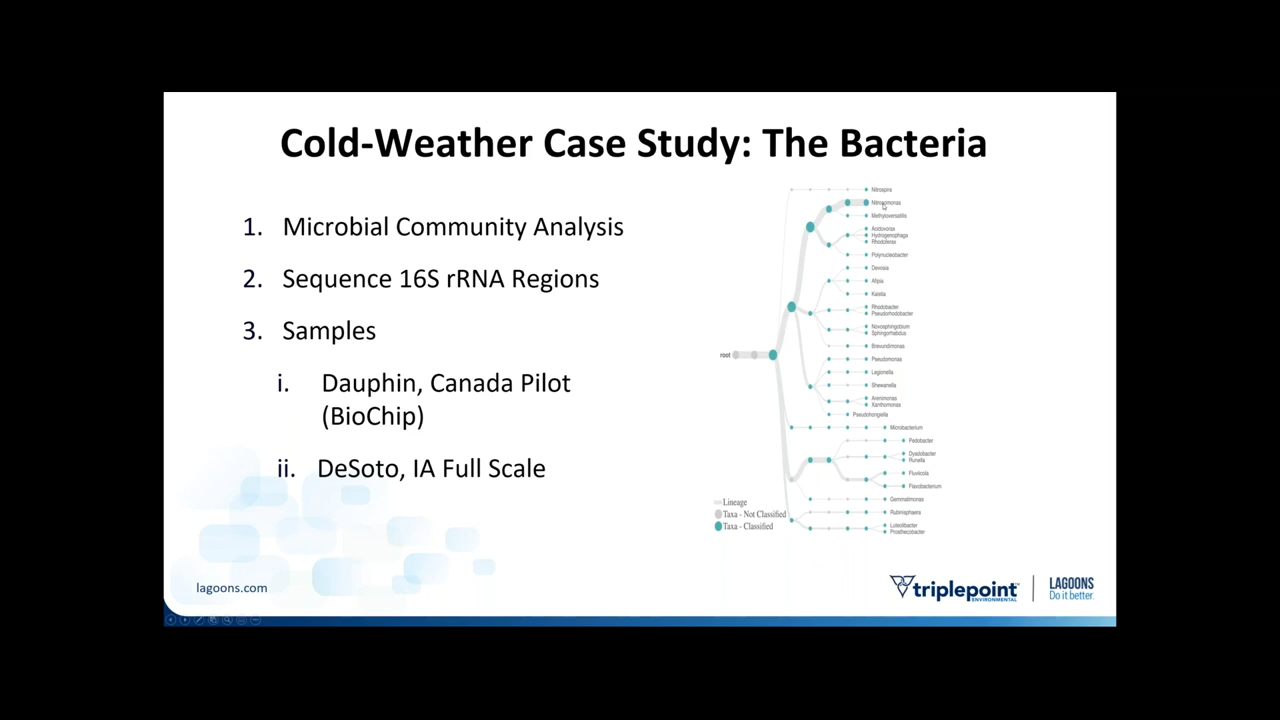 Cold-Weather Case Study: The Bacteria
1. Microbial Community Analysis
2. Sequence 16S rRNA Regions
3. Samples
i. Dauphin, Canada Pilot
(BioChip)
ii. DeSoto, IA Full Scale
root
Nitrospira
Nitrosomonas
Methyloversatilis
Acidovorax
Hydrogenophaga
Rhodoferax
Polynucleobacter
Devosia
Afipia
Kaistia
Rhodobacter
Pseudorhodobacter
Novosphingobium
Sphingorhabdus
Brevundimonas
Pseudomonas
Legionella
Shewanella
Arenimonas
Xanthomonas
Pseudohongiella
Microbacterium
Pedobacter
Dyadobacter
Runella
Fluviicola
Flavobacterium
Gemmatimonas
Rubinisphaera
Luteolibacter
Prosthecobacter
Lineage
Taxa - Not Classified
Taxa - Classified
lagoons.com
triplepoint
ENVIRONMENTAL
LAGOONS
Do it better.